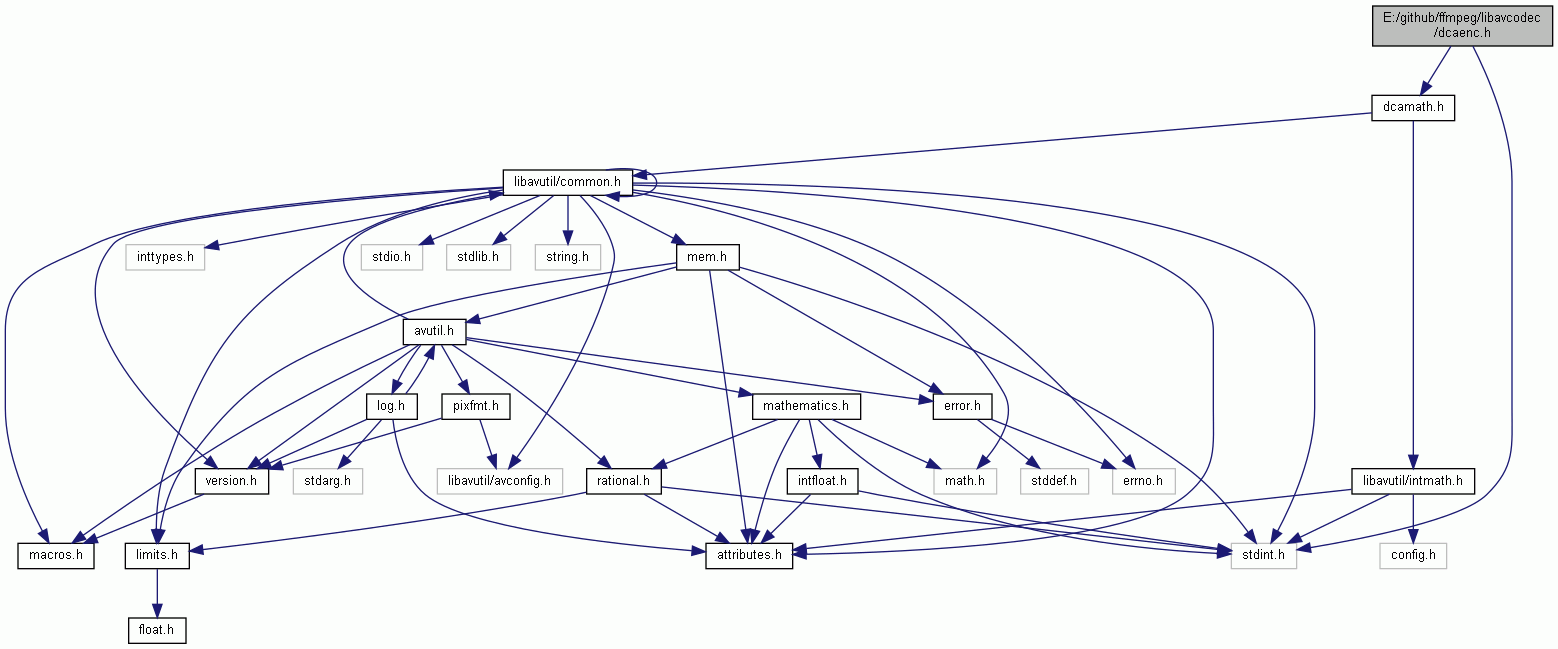 E:/github/ffmpeg/libavcodec
/dcaenc.h
dcamath.h
libavutil/common.h
inttypes.h
stdio.h
stdlib.h
string.h
mem.h
avutil.h
log.h
pixfmt.h
mathematics.h
error.h
version.h
stdarg.h
libavutil/avconfig.h
rational.h
intfloat.h
math.h
stddef.h
errno.h
libavutil/intmath.h
macros.h
limits.h
attributes.h
stdint.h
config.h
float.h